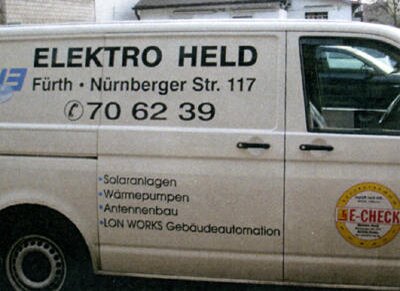 ELEKTRO HELD
Fürth · Nürnberger Str. 117
✆ 70 62 39
•Solaranlagen
•Wärmepumpen
•Antennenbau
•LON WORKS Gebäudeautomation
E-CHECK